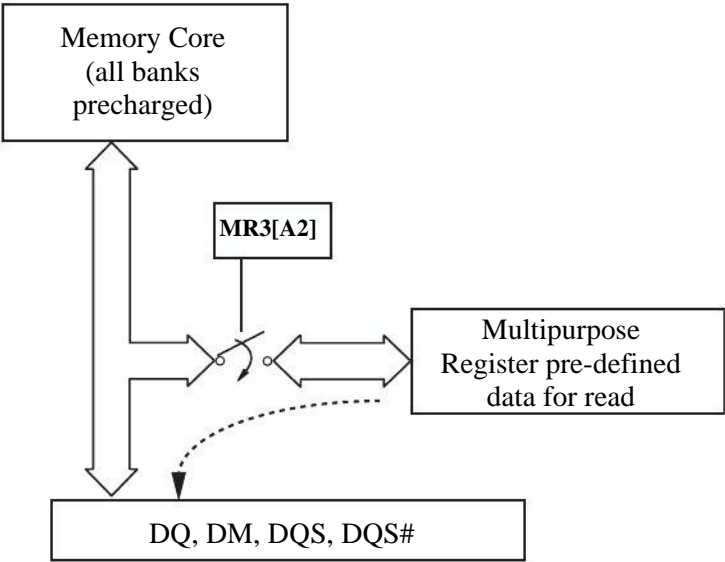 Memory Core
(all banks
precharged)
MR3[A2]
Multipurpose
Register pre-defined
data for read
DQ, DM, DQS, DQS#